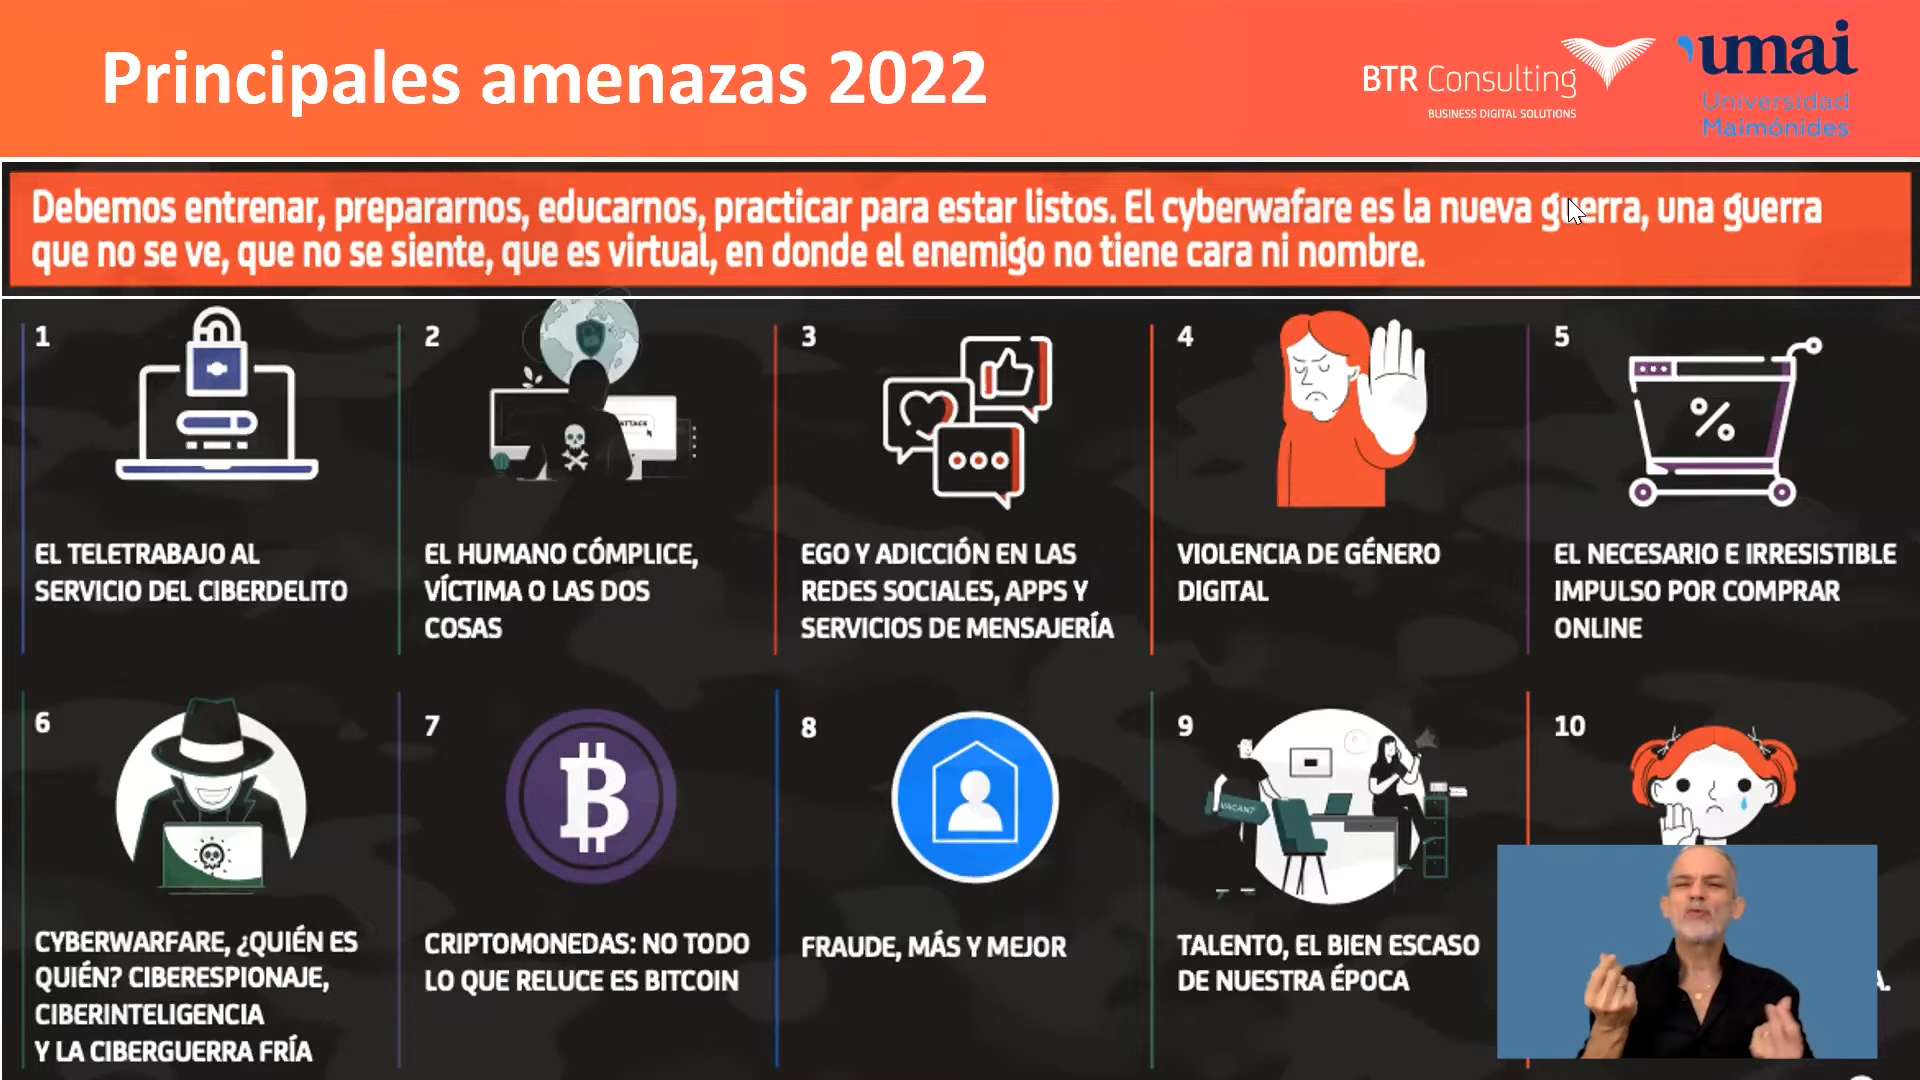 Principales amenazas 2022
BTR Consulting
BUSINESS DIGITAL SOLUTIONS
umai
Universidad
Maimónides
Debemos entrenar, prepararnos, educarnos, practicar para estar listos. El cyberwafare es la nueva guerra, una guerra
que no se ve, que no se siente, que es virtual, en donde el enemigo no tiene cara ni nombre.
1
EL TELETRABAJO AL
SERVICIO DEL CIBERDELITO
2
ATTACK
EL HUMANO CÓMPLICE,
VÍCTIMA O LAS DOS
COSAS
3
EGO Y ADICCIÓN EN LAS
REDES SOCIALES, APPS Y
SERVICIOS DE MENSAJERÍA
4
VIOLENCIA DE GÉNERO
DIGITAL
5
%
EL NECESARIO E IRRESISTIBLE
IMPULSO POR COMPRAR
ONLINE
6
CYBERWARFARE, ¿QUIÉN ES
QUIÉN? CIBERESPIONAJE,
CIBERINTELIGENCIA
Y LA CIBERGUERRA FRÍA
7
CRIPTOMONEDAS: NO TODO
LO QUE RELUCE ES BITCOIN
8
FRAUDE, MÁS Y MEJOR
9
VACANT
TALENTO, EL BIEN ESCASO
DE NUESTRA ÉPOCA
10